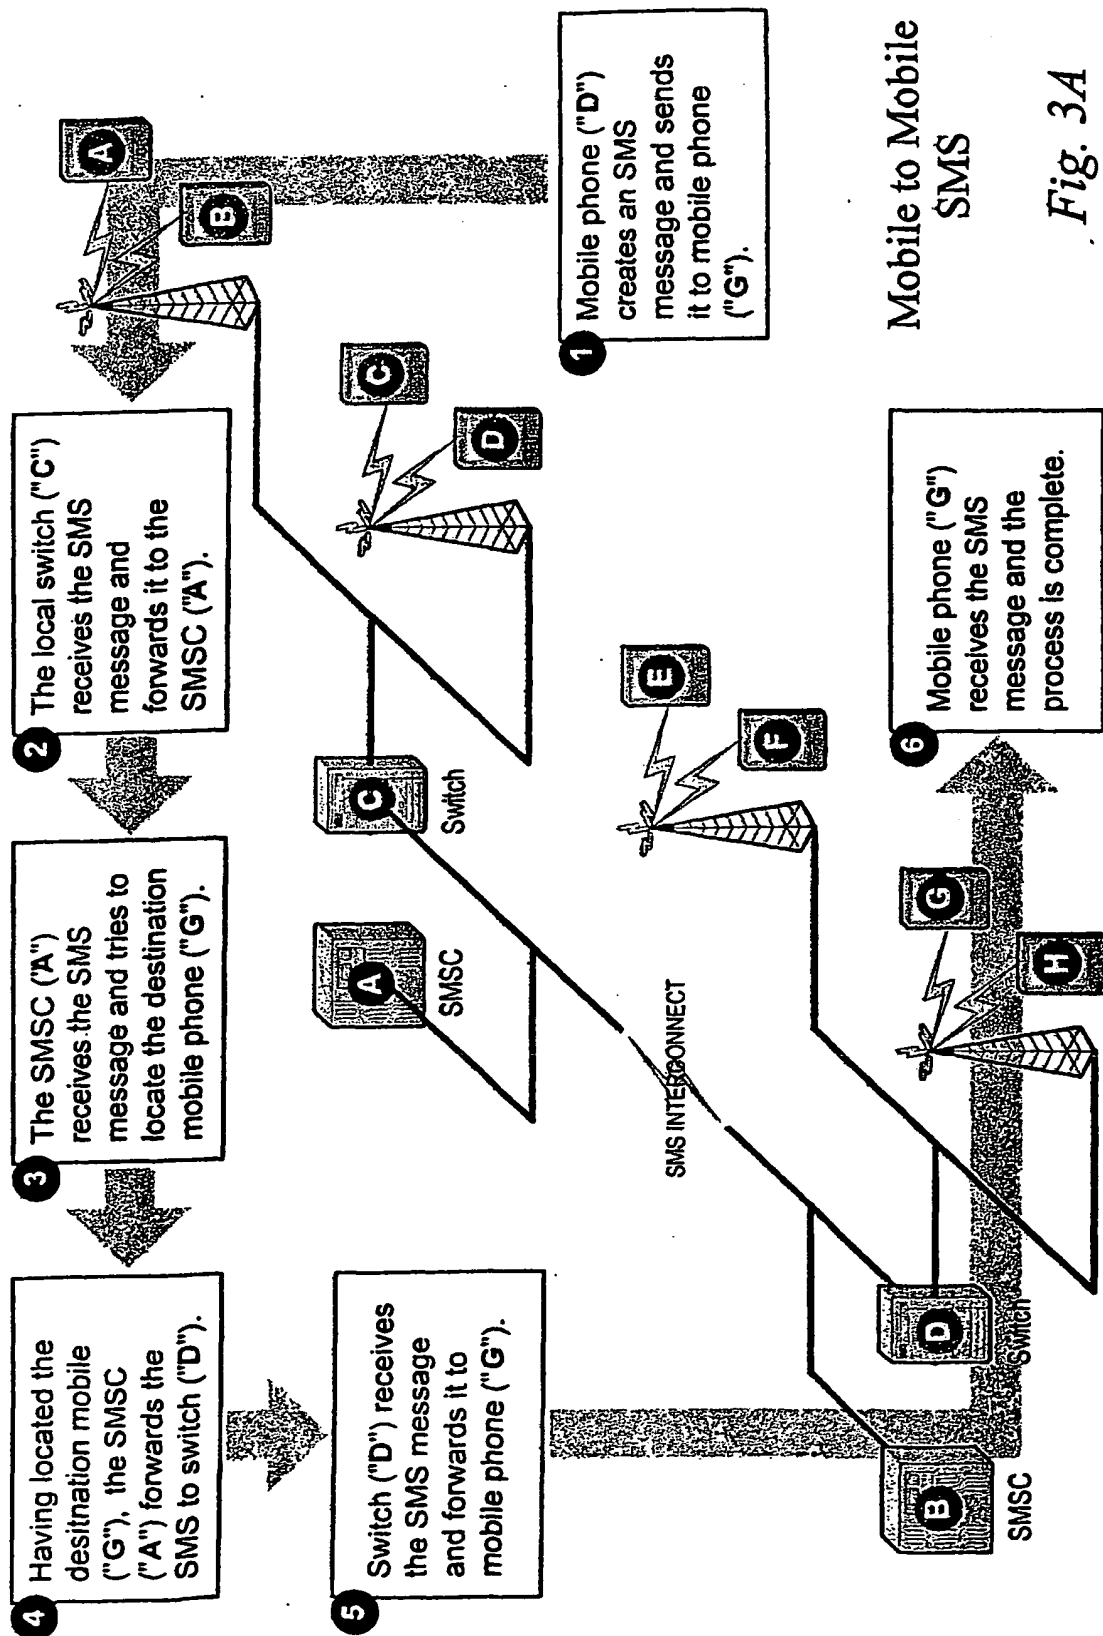 4
Having located the
desitnation mobile
("G"), the SMSC
("A") forwards the
SMS to switch ("D").
3
The SMSC ('A")
receives the SMS
message and tries to
locate the destination
mobile phone ("G").
2
The local switch ("C")
receives the SMS
message and
forwards it to the
SMSC ("A").
A
B
5
Switch ("D") receives
the SMS message
and forwards it to
mobile phone ("G").
A
SMSC
C
Switch
C
D
SMS INTERCONNECT
1
Mobile phone ("D")
creates an SMS
message and sends
it to mobile phone
("G").
E
F
B
SMSC
D
Switch
G
H
6
Mobile phone ("G")
receives the SMS
message and the
process is complete.
Mobile to Mobile
SMS
Fig. 3A